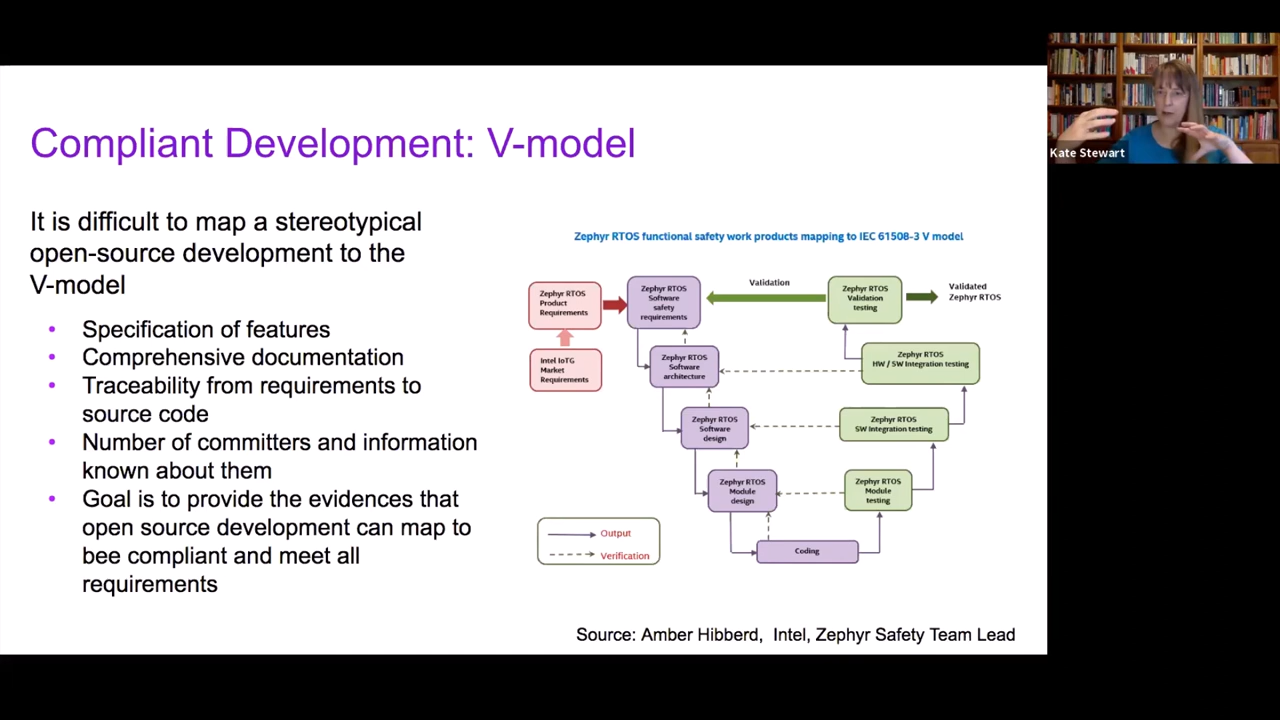 Compliant Development: V-model
It is difficult to map a stereotypical
open-source development to the
V-model
• Specification of features
• Comprehensive documentation
• Traceability from requirements to
source code
• Number of committers and information
known about them
• Goal is to provide the evidences that
open source development can map to
bee compliant and meet all
requirements
Zephyr RTOS functional safety work products mapping to IEC 61508-3 V model
Zephyr RTOS
Product
Requirements
Intel IoTG
Market
Requirements
Zephyr RTOS
Software
safety
requirements
Validation
Zephyr RTOS
Validation
testing
Validated
Zephyr RTOS
Zephyr RTOS
Software
architecture
Zephyr RTOS
HW / SW Integration testing
Zephyr RTOS
Software
design
Zephyr RTOS
SW Integration testing
Zephyr RTOS
Module
design
Zephyr RTOS
Module
testing
Coding
Output
Verification
Source: Amber Hibberd, Intel, Zephyr Safety Team Lead
Kate Stewart